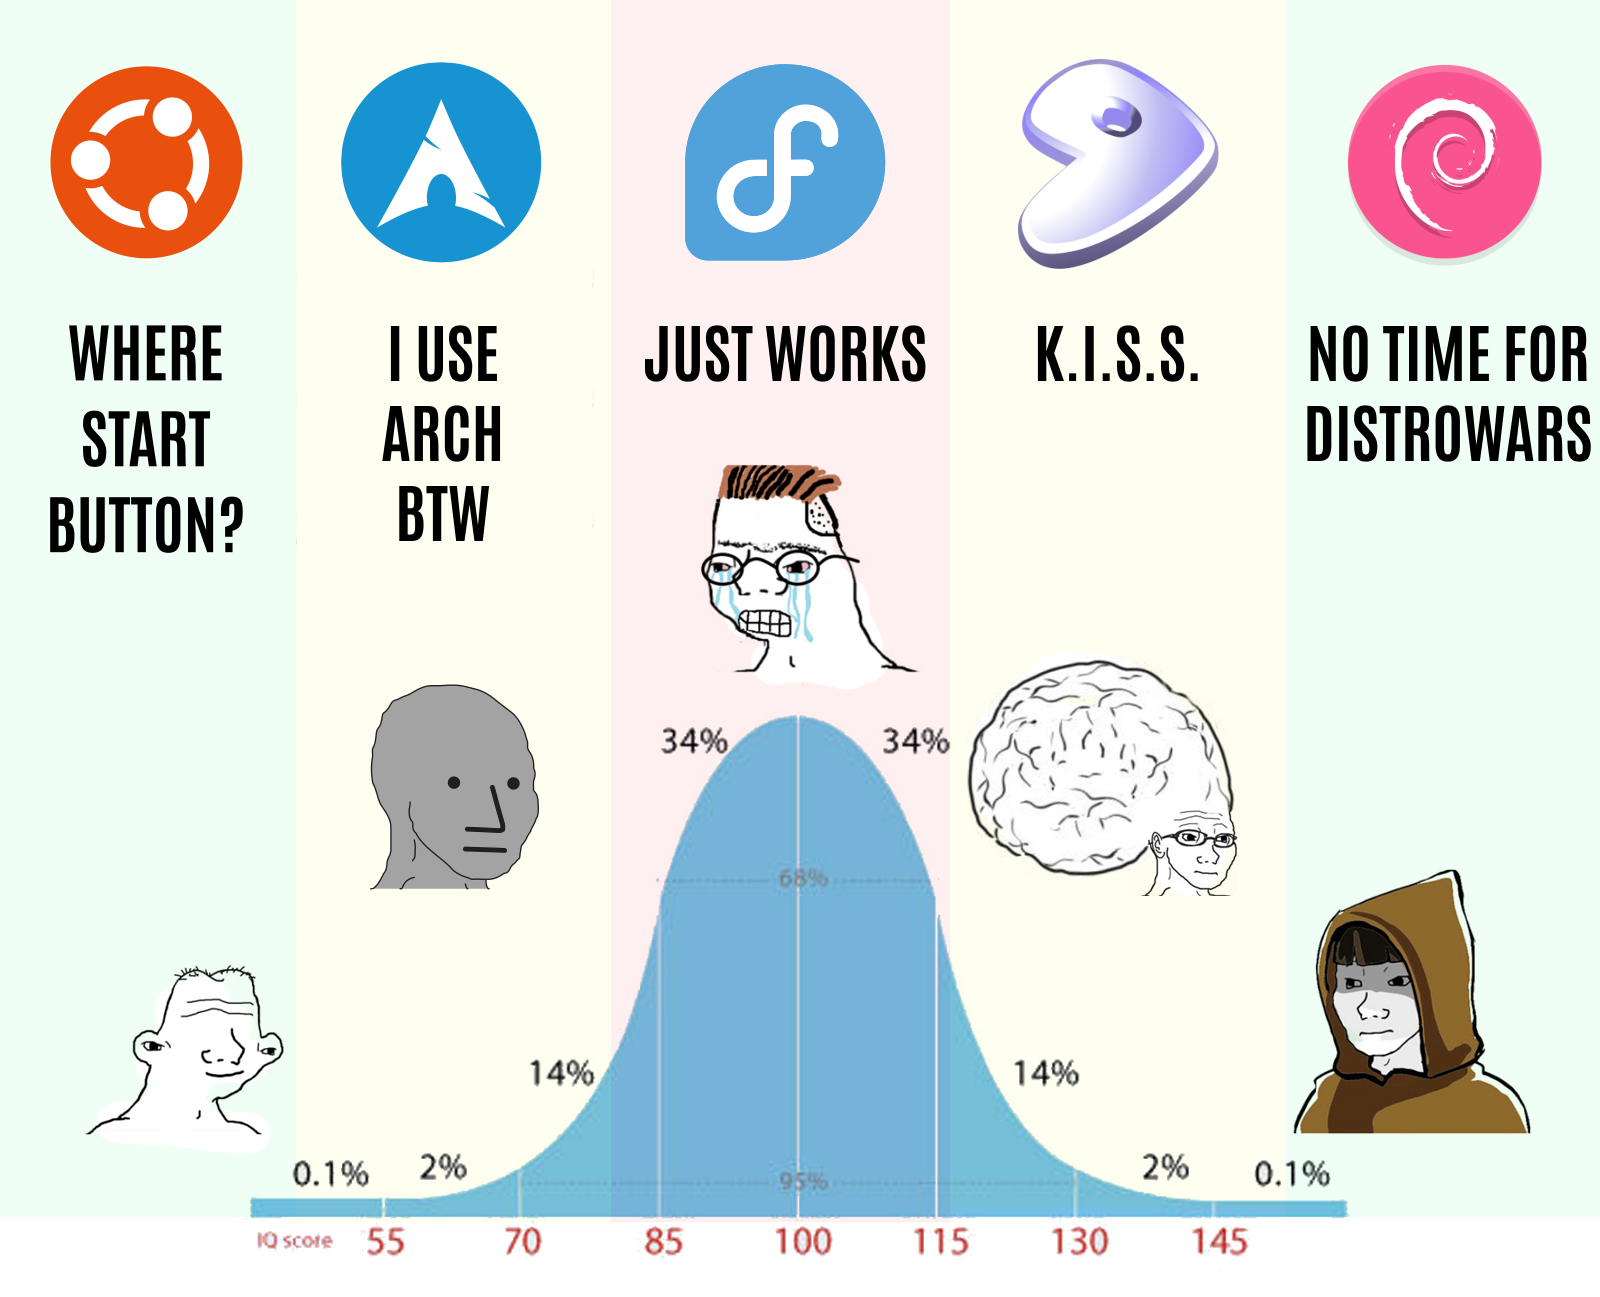 WHERE
START
BUTTON?
I USE
ARCH
BTW
JUST WORKS
K.I.S.S.
NO TIME FOR
DISTROWARS
34%
34%
68%
14%
14%
0.1%
2%
95%
2%
0.1%
IQ score
55
70
85
100
115
130
145